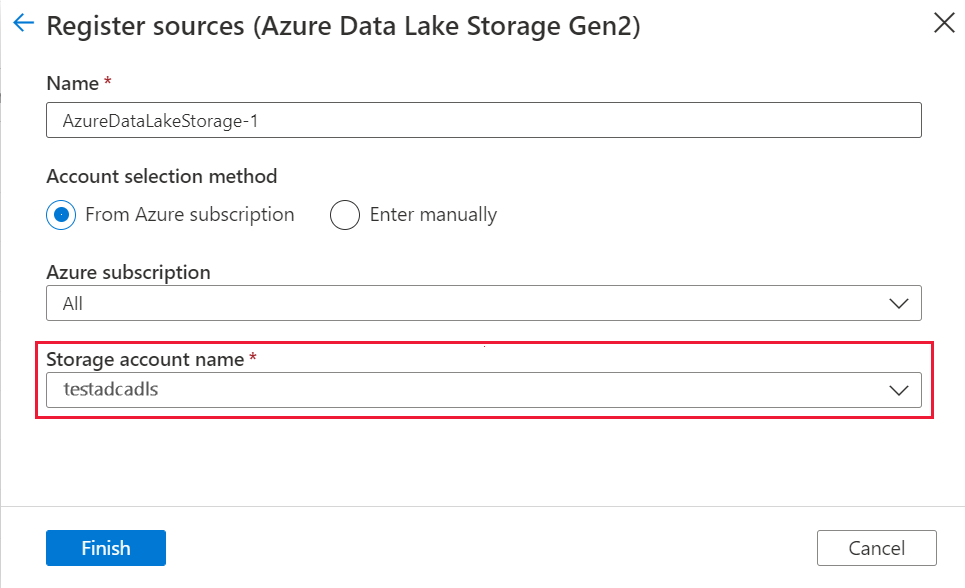 Register sources (Azure Data Lake Storage Gen2)
Name *
AzureDataLakeStorage-1
Account selection method
From Azure subscription Enter manually
Azure subscription
All
Storage account name *
testadcadls
Finish Cancel